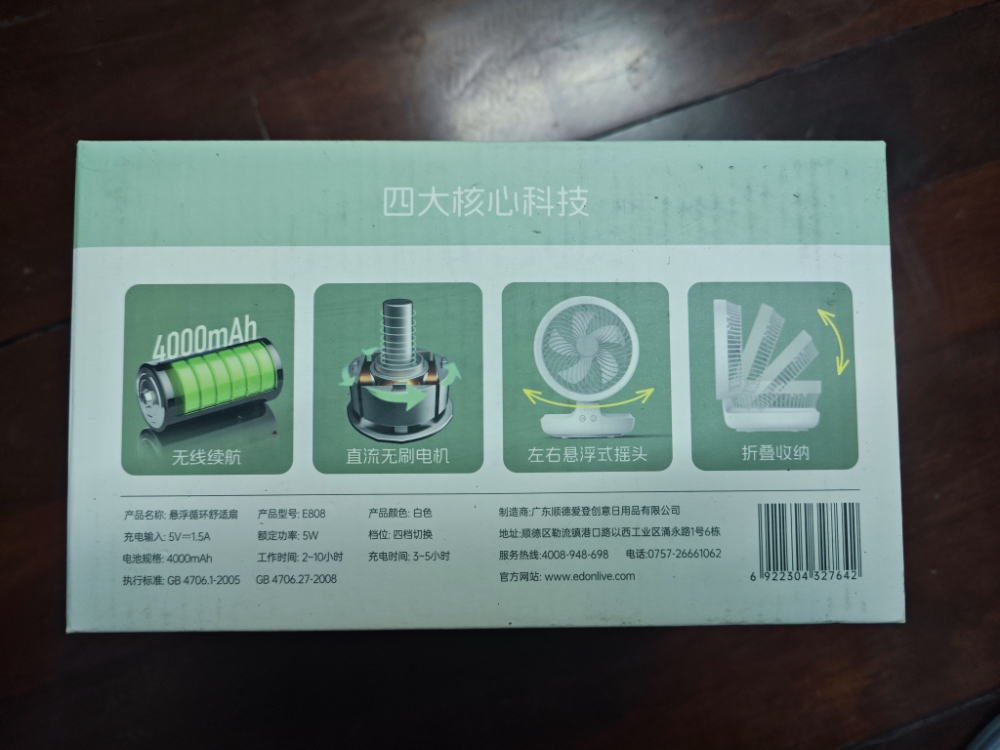 四大核心科技
4000mAh
无线续航
直流无刷电机
左右悬浮式摇头
折叠收纳
产品名称: 悬浮循环舒适扇 产品型号: E808 产品颜色: 白色
充电输入: 5V⎓1.5A 额定功率: 5W 档位: 四档切换
电池规格: 4000mAh 工作时间: 2~10小时 充电时间: 3~5小时
执行标准: GB 4706.1-2005 GB 4706.27-2008
制造商:广东顺德爱登创意日用品有限公司
地址:顺德区勒流镇港口路以西工业区涌永路1号6栋
服务热线:4008-948-698 电话:0757-26661062
官方网站: www.edonlive.com
6 922304 327642